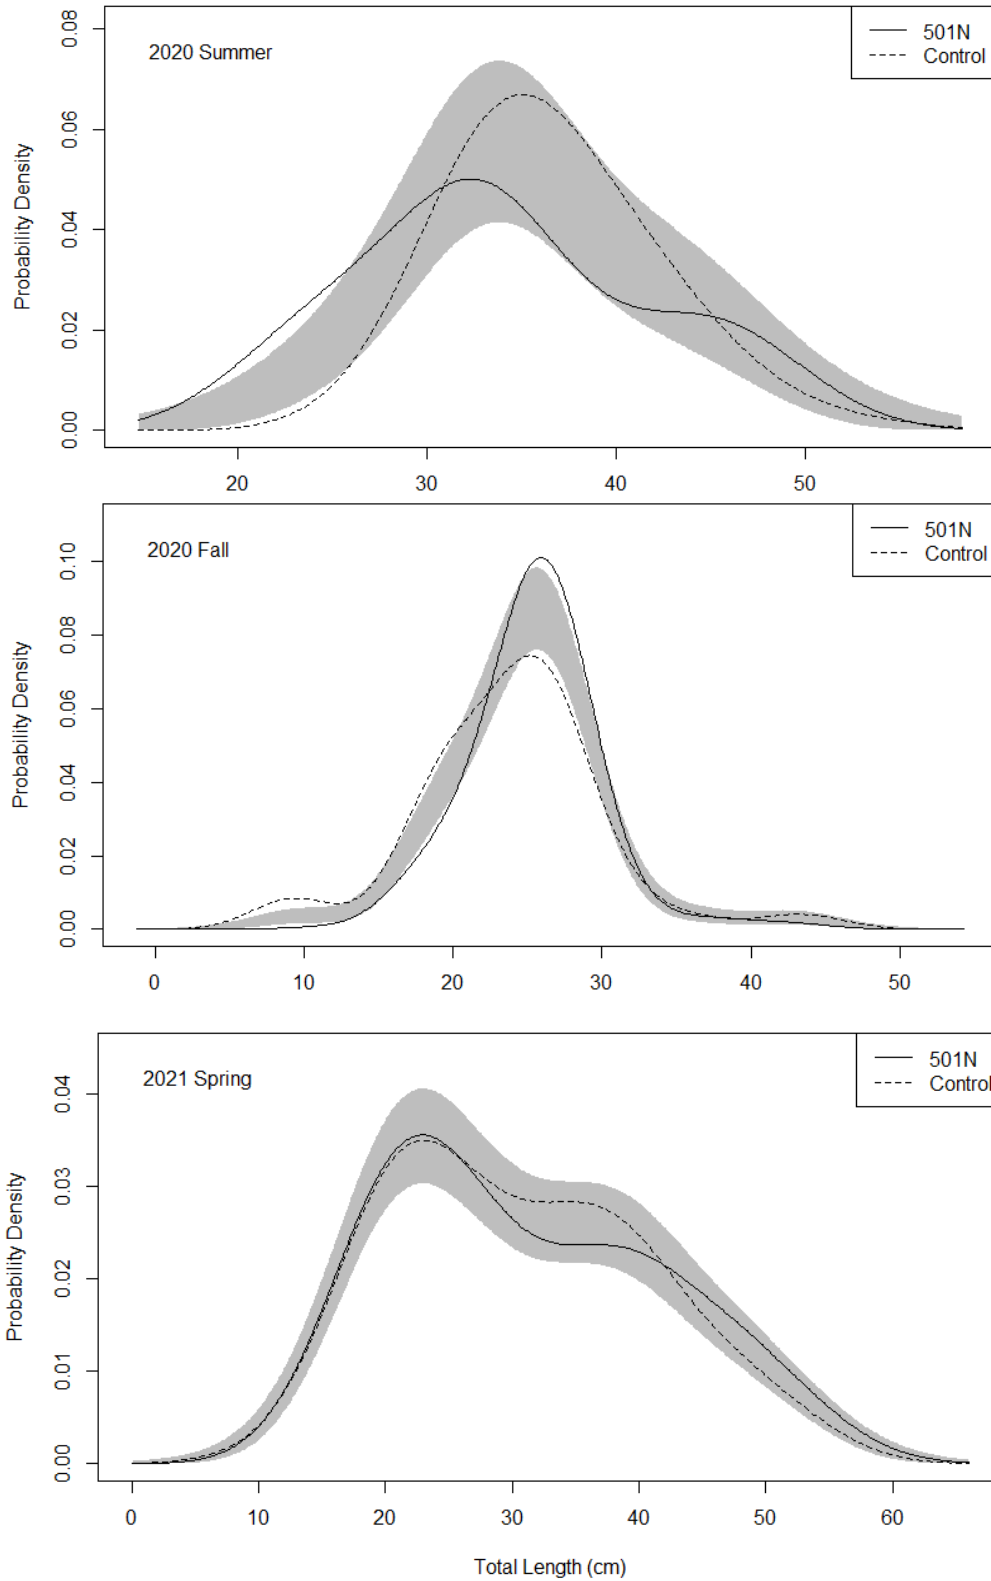 2020 Summer
501N
Control
Probability Density
0.00 0.02 0.04 0.06 0.08
20 30 40 50
2020 Fall
501N
Control
Probability Density
0.00 0.02 0.04 0.06 0.08 0.10
0 10 20 30 40 50
2021 Spring
501N
Control
Probability Density
0.00 0.01 0.02 0.03 0.04
0 10 20 30 40 50 60
Total Length (cm)